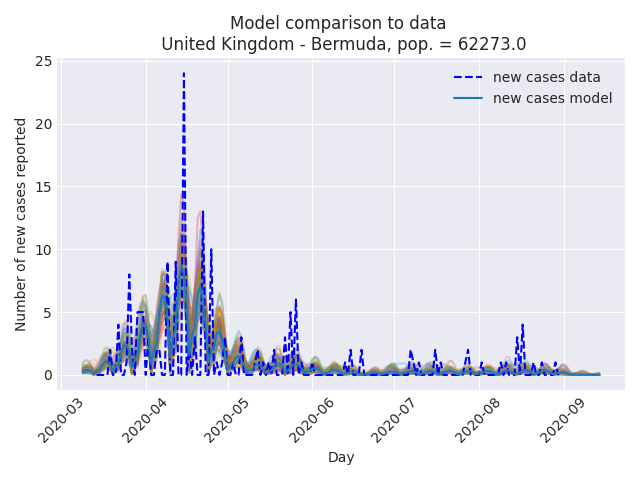 Model comparison to data
United Kingdom - Bermuda, pop. = 62273.0
new cases data
new cases model
Number of new cases reported
25
20
15
10
5
0
2020-03
2020-04
2020-05
2020-06
2020-07
2020-08
2020-09
Day